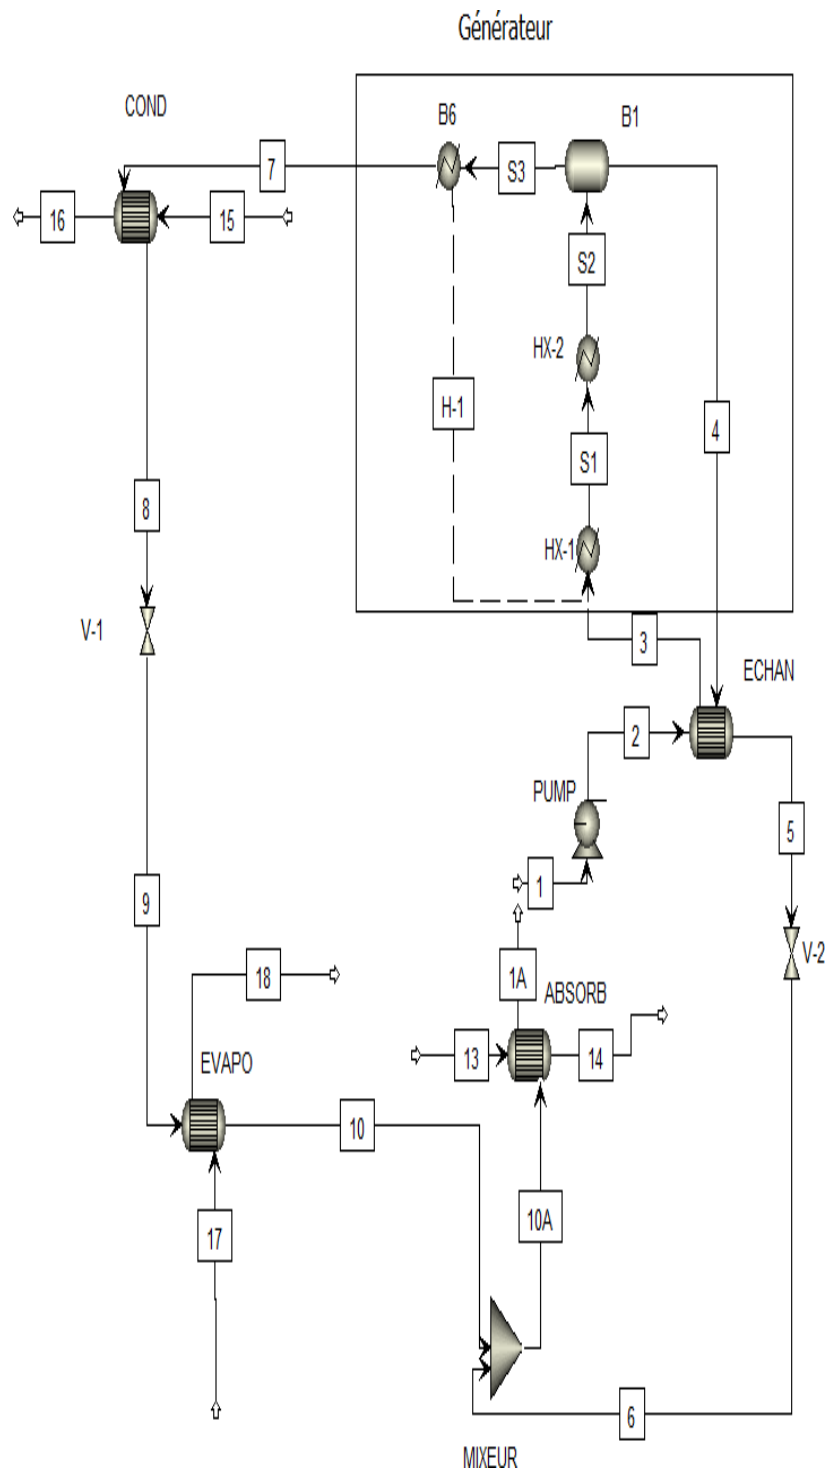 Générateur
COND
B6
B1
7
S3
16
15
S2
HX-2
H-1
4
S1
8
HX-1
V-1
3
ECHAN
2
PUMP
5
9
1
V-2
18
1A
ABSORB
13
14
EVAPO
10
10A
17
6
MIXEUR